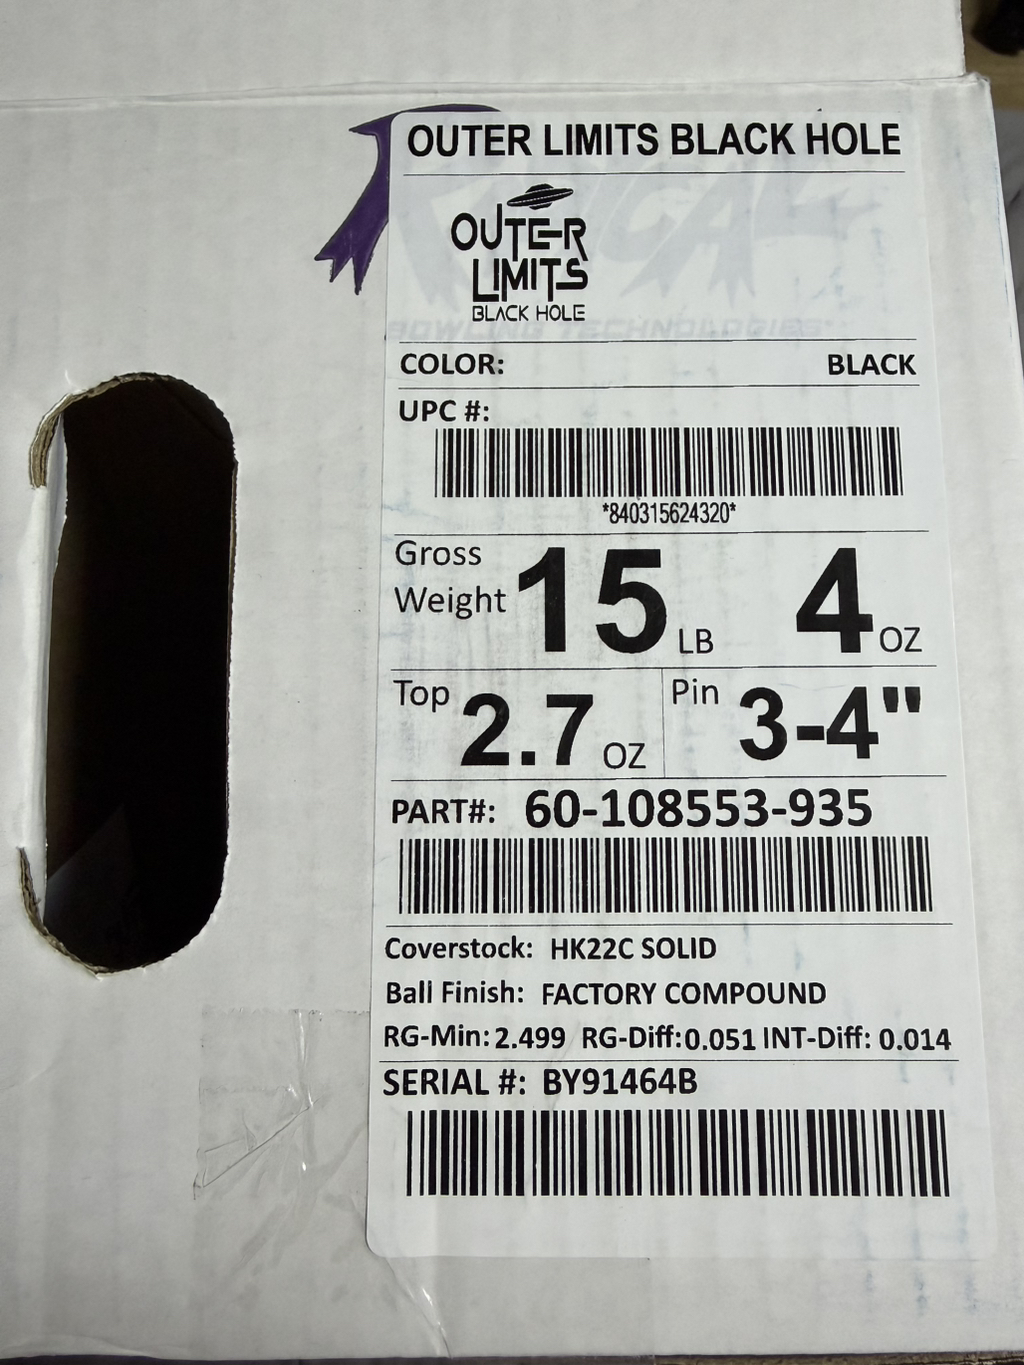 OUTER LIMITS BLACK HOLE
OUTER
LIMITS
BLACK HOLE
BOWLING TECHNOLOGIES
COLOR: BLACK
UPC #:
*840315624320*
Gross Weight 15 LB 4 OZ
Top 2.7 OZ Pin 3-4"
PART#: 60-108553-935
Coverstock: HK22C SOLID
Ball Finish: FACTORY COMPOUND
RG-Min: 2.499 RG-Diff: 0.051 INT-Diff: 0.014
SERIAL #: BY91464B